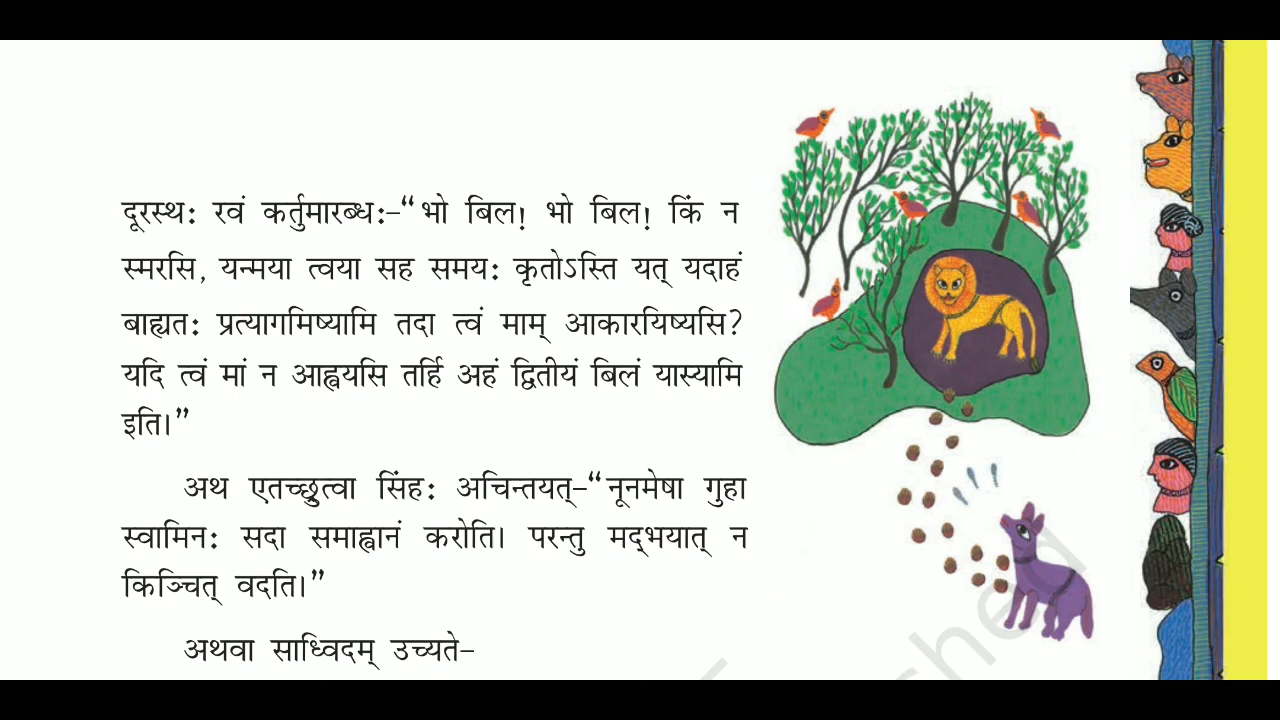 दूरस्थः रवं कर्तुमारब्धः-“भो बिल! भो बिल! किं न
स्मरसि, यन्मया त्वया सह समयः कृतोऽस्ति यत् यदाहं
बाह्यतः प्रत्यागमिष्यामि तदा त्वं माम् आकारयिष्यसि?
यदि त्वं मां न आह्वयसि तर्हि अहं द्वितीयं बिलं यास्यामि
इति।”
अथ एतच्छ्रुत्वा सिंहः अचिन्तयत्-“नूनमेषा गुहा
स्वामिनः सदा समाह्वानं करोति। परन्तु मद्भयात् न
किञ्चित् वदति।”
अथवा साध्विदम् उच्यते-